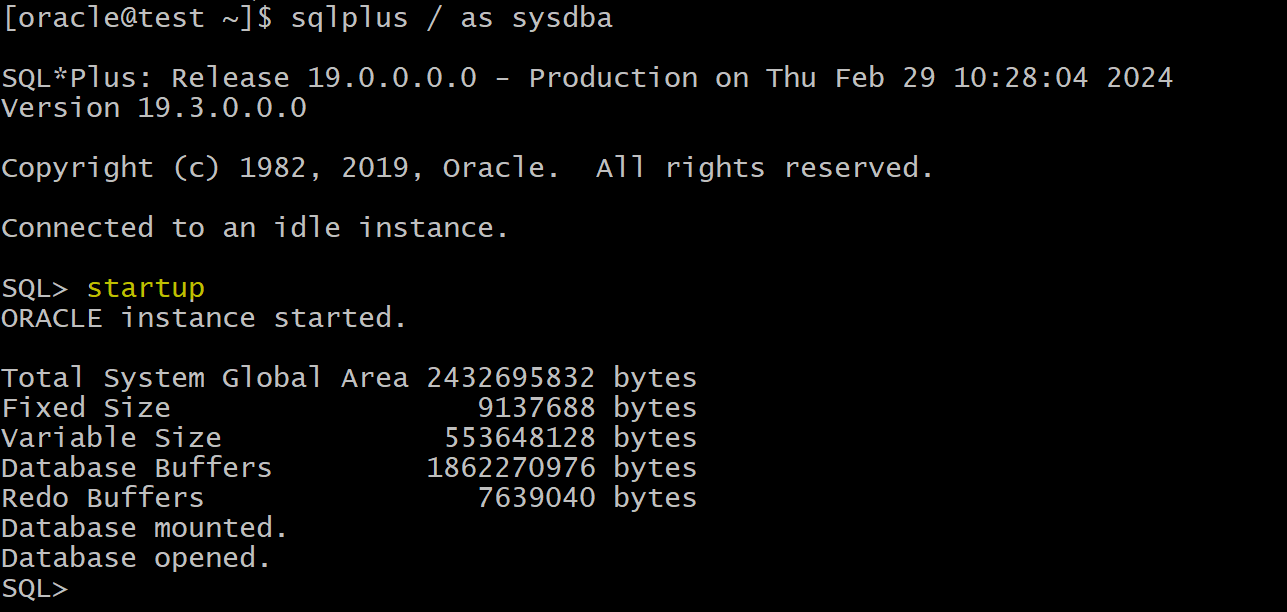 [oracle@test ~]$ sqlplus / as sysdba
SQL*Plus: Release 19.0.0.0.0 - Production on Thu Feb 29 10:28:04 2024
Version 19.3.0.0.0
Copyright (c) 1982, 2019, Oracle.  All rights reserved.
Connected to an idle instance.
SQL> startup
ORACLE instance started.
Total System Global Area 2432695832 bytes
Fixed Size                  9137688 bytes
Variable Size             553648128 bytes
Database Buffers         1862270976 bytes
Redo Buffers                7639040 bytes
Database mounted.
Database opened.
SQL>